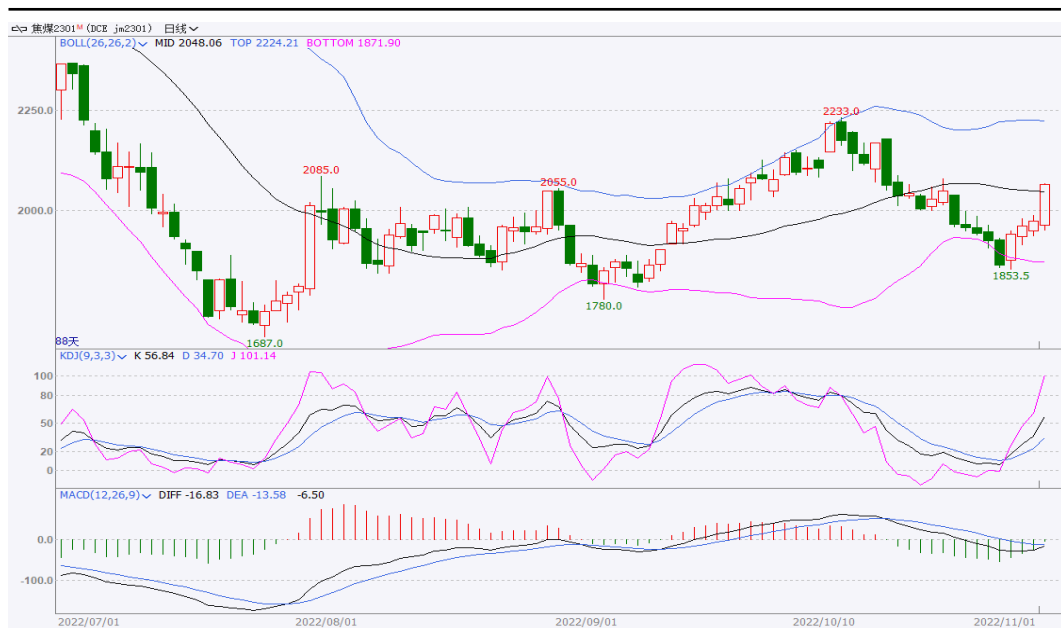 焦煤2301ᴹ (DCE jm2301) 日线
BOLL(26,26,2) MID 2048.06 TOP 2224.21 BOTTOM 1871.90
2250.0
2233.0
2085.0
2055.0
2000.0
1853.5
1780.0
1687.0
88天
KDJ(9,3,3) K 56.84 D 34.70 J 101.14
100
80
50
20
0
MACD(12,26,9) DIFF -16.83 DEA -13.58 -6.50
0.0
-100.0
2022/07/01 2022/08/01 2022/09/01 2022/10/10 2022/11/01